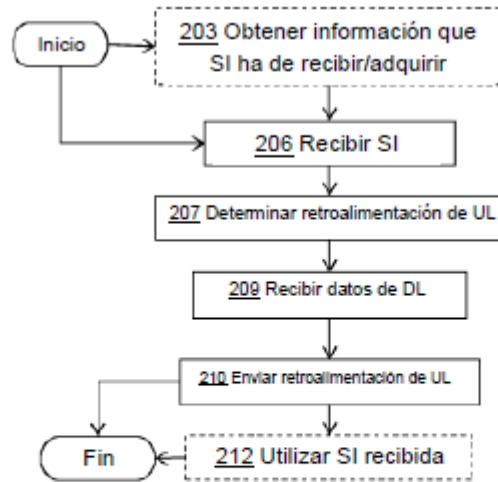 Inicio
203 Obtener información que
SI ha de recibir/adquirir
206 Recibir SI
207 Determinar retroalimentación de UL
209 Recibir datos de DL
210 Enviar retroalimentación de UL
Fin
212 Utilizar SI recibida